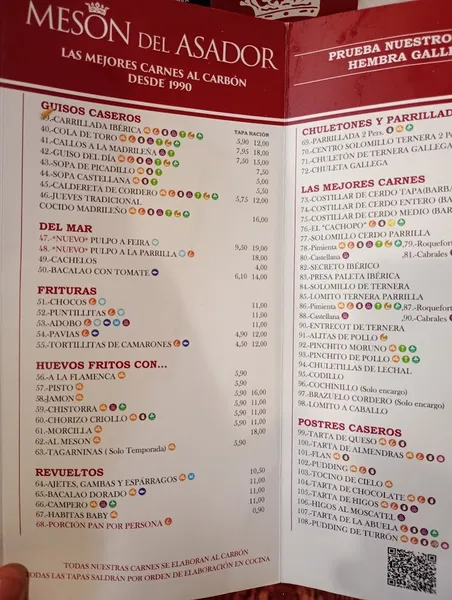 MESÓN DEL ASADOR
LAS MEJORES CARNES AL CARBÓN
DESDE 1990
GUISOS CASEROS
TAPA RACIÓN
39.-CARRILLADA IBÉRICA 5,90 12,00
40.-COLA DE TORO 7,95 18,00
41.-CALLOS A LA MADRILEÑA 7,50 15,00
42.-GUISO DEL DÍA 7,50
43.-SOPA DE PICADILLO 5,00
44.-SOPA CASTELLANA 5,50
45.-CALDERETA DE CORDERO 5,75 12,00
46.-JUEVES TRADICIONAL
COCIDO MADRILEÑO 16,00
DEL MAR
47.-*NUEVO* PULPO A FEIRA 9,50 19,00
48.-*NUEVO* PULPO A LA PARRILLA 18,00
49.-CACHELOS 4,00
50.-BACALAO CON TOMATE 6,10 14,00
FRITURAS
51.-CHOCOS 11,00
52.-PUNTILLITAS 11,00
53.-ADOBO 11,00
54.-PAVIAS 4,90 12,00
55.-TORTILLITAS DE CAMARONES 4,50 12,00
HUEVOS FRITOS CON...
56.-A LA FLAMENCA 5,90
57.-PISTO 5,90
58.-JAMON 5,90 16,00
59.-CHISTORRA 5,90 11,00
60.-CHORIZO CRIOLLO 5,90 11,00
61.-MORCILLA 5,90 11,00
62.-AL MESON 18,00
63.-TAGARNINAS ( Solo Temporada) 5,90
REVUELTOS
64.-AJETES, GAMBAS Y ESPÁRRAGOS 10,50
65.-BACALAO DORADO 11,00
66.-CAMPERO 11,00
67.-HABITAS BABY 11,00
68.-PORCIÓN PAN POR PERSONA 0,90
TODAS NUESTRAS CARNES SE ELABORAN AL CARBÓN
TODAS LAS TAPAS SALDRÁN POR ORDEN DE ELABORACIÓN EN COCINA
PRUEBA NUESTRO
HEMBRA GALL
CHULETONES Y PARRILLAD
69.-PARRILLADA 2 Pers.
70.-CENTRO SOLOMILLO TERNERA 2 P
71.-CHULETÓN DE TERNERA GALLEGA
72.-CHULETA GALLEGA
LAS MEJORES CARNES
73.-COSTILLAR DE CERDO TAPA(BARBA
74.-COSTILLAR DE CERDO ENTERO (BA
75.-COSTILLAR DE CERDO MEDIO (BAR
76.-EL "CACHOPO"
77.-SOLOMILLO CERDO PARRILLA
78.-Pimienta ,79.-Roquefor
80.-Castellana ,81.-Cabrales
82.-SECRETO IBÉRICO
83.-PRESA PALETA IBÉRICA
84.-SOLOMILLO DE TERNERA
85.-LOMITO TERNERA PARRILLA
86.-Pimienta ,87.-Roquefort
88.-Castellana ,90.-Cabrales
90.-ENTRECOT DE TERNERA
91.-ALITAS DE POLLO
92.-PINCHITO MORUNO
93.-PINCHITO DE POLLO
94.-CHULETILLAS DE LECHAL
95.-CODILLO
96.-COCHINILLO (Solo encargo)
97.-BRAZUELO CORDERO (Solo encargo)
98.-LOMITO A CABALLO
POSTRES CASEROS
99.-TARTA DE QUESO
100.-TARTA DE ALMENDRAS
101.-FLAN
102.-PUDDING
103.-TOCINO DE CIELO
104.-TARTA DE CHOCOLATE
105.-TARTA DE HIGOS
106.-HIGOS AL MOSCATEL
107.-TARTA DE LA ABUELA
108.-PUDDING DE TURRÓN